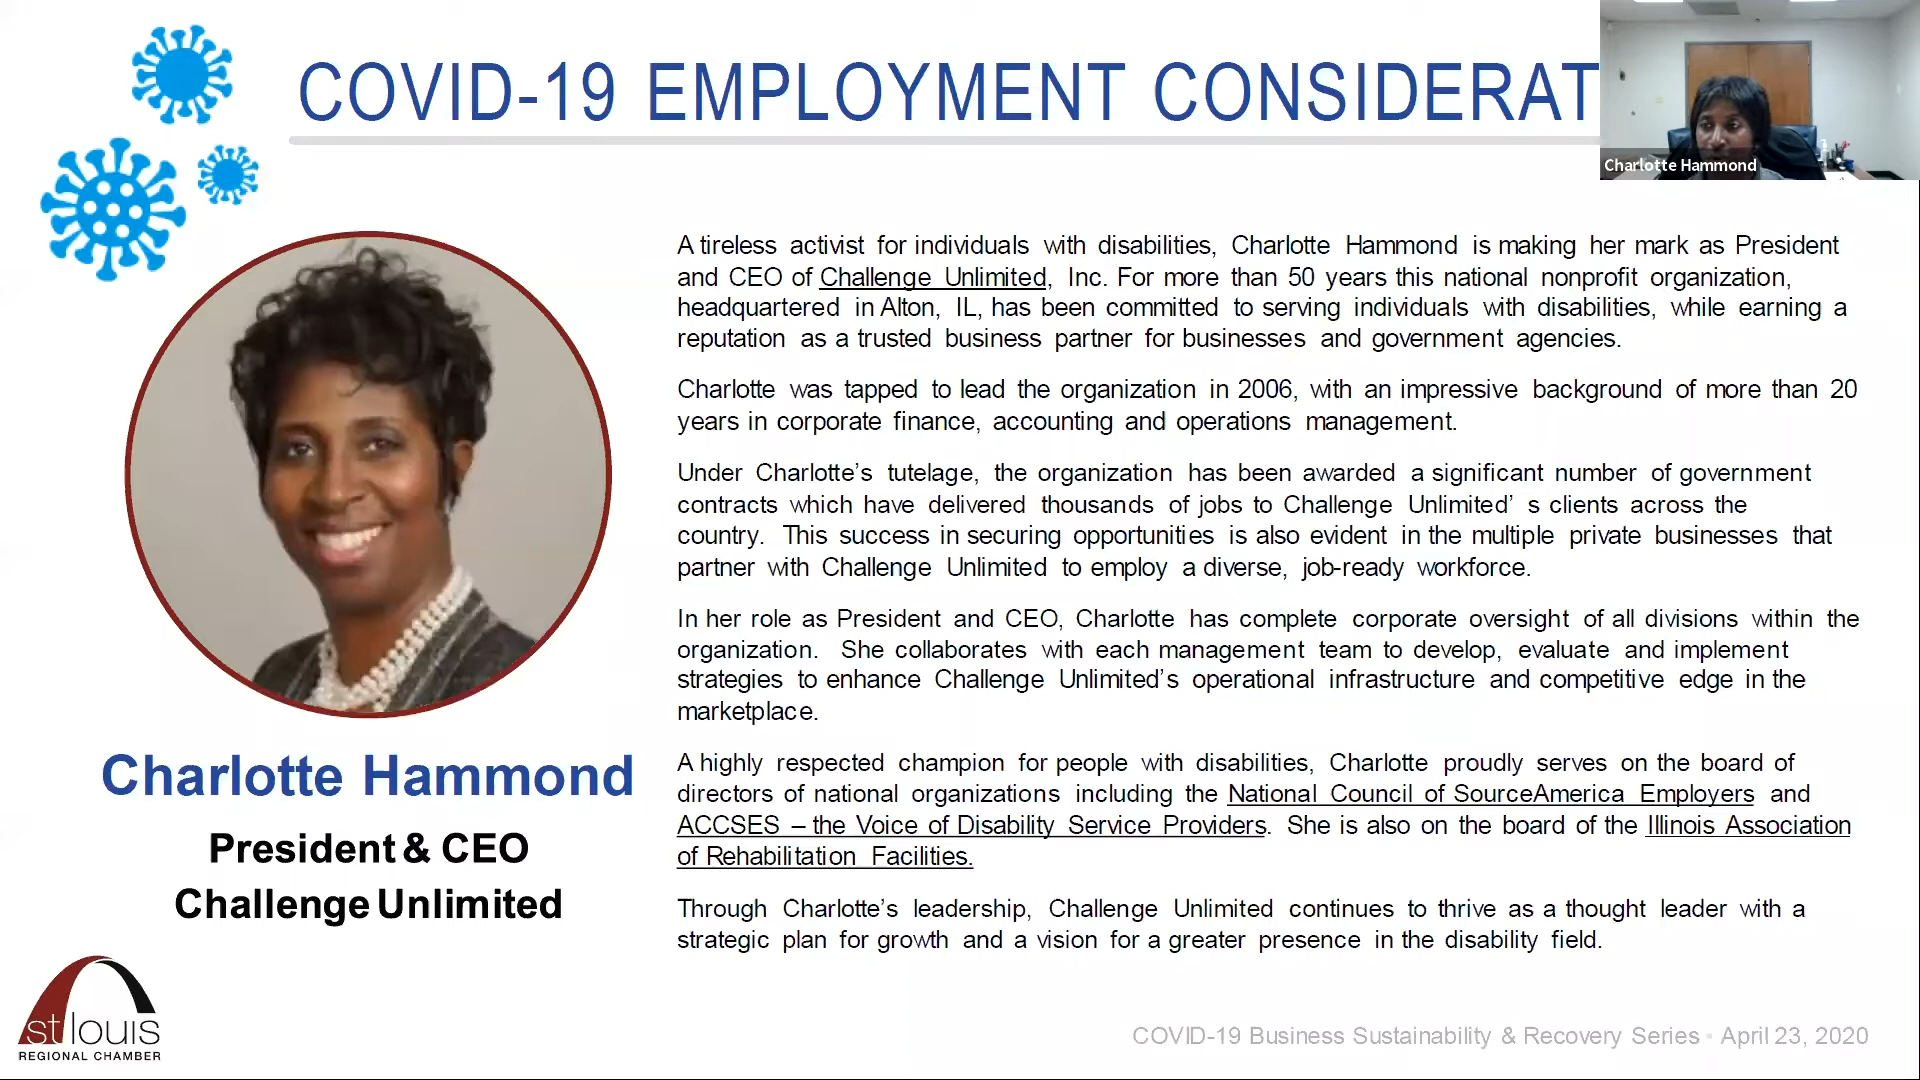 COVID-19 EMPLOYMENT CONSIDERAT
Charlotte Hammond
A tireless activist for individuals with disabilities, Charlotte Hammond is making her mark as President
and CEO of Challenge Unlimited, Inc. For more than 50 years this national nonprofit organization,
headquartered in Alton, IL, has been committed to serving individuals with disabilities, while earning a
reputation as a trusted business partner for businesses and government agencies.
Charlotte was tapped to lead the organization in 2006, with an impressive background of more than 20
years in corporate finance, accounting and operations management.
Under Charlotte’s tutelage, the organization has been awarded a significant number of government
contracts which have delivered thousands of jobs to Challenge Unlimited’ s clients across the
country. This success in securing opportunities is also evident in the multiple private businesses that
partner with Challenge Unlimited to employ a diverse, job-ready workforce.
In her role as President and CEO, Charlotte has complete corporate oversight of all divisions within the
organization. She collaborates with each management team to develop, evaluate and implement
strategies to enhance Challenge Unlimited’s operational infrastructure and competitive edge in the
marketplace.
A highly respected champion for people with disabilities, Charlotte proudly serves on the board of
directors of national organizations including the National Council of SourceAmerica Employers and
ACCSES – the Voice of Disability Service Providers. She is also on the board of the Illinois Association
of Rehabilitation Facilities.
Through Charlotte’s leadership, Challenge Unlimited continues to thrive as a thought leader with a
strategic plan for growth and a vision for a greater presence in the disability field.
Charlotte Hammond
President & CEO
Challenge Unlimited
st louis
REGIONAL CHAMBER
COVID-19 Business Sustainability & Recovery Series • April 23, 2020